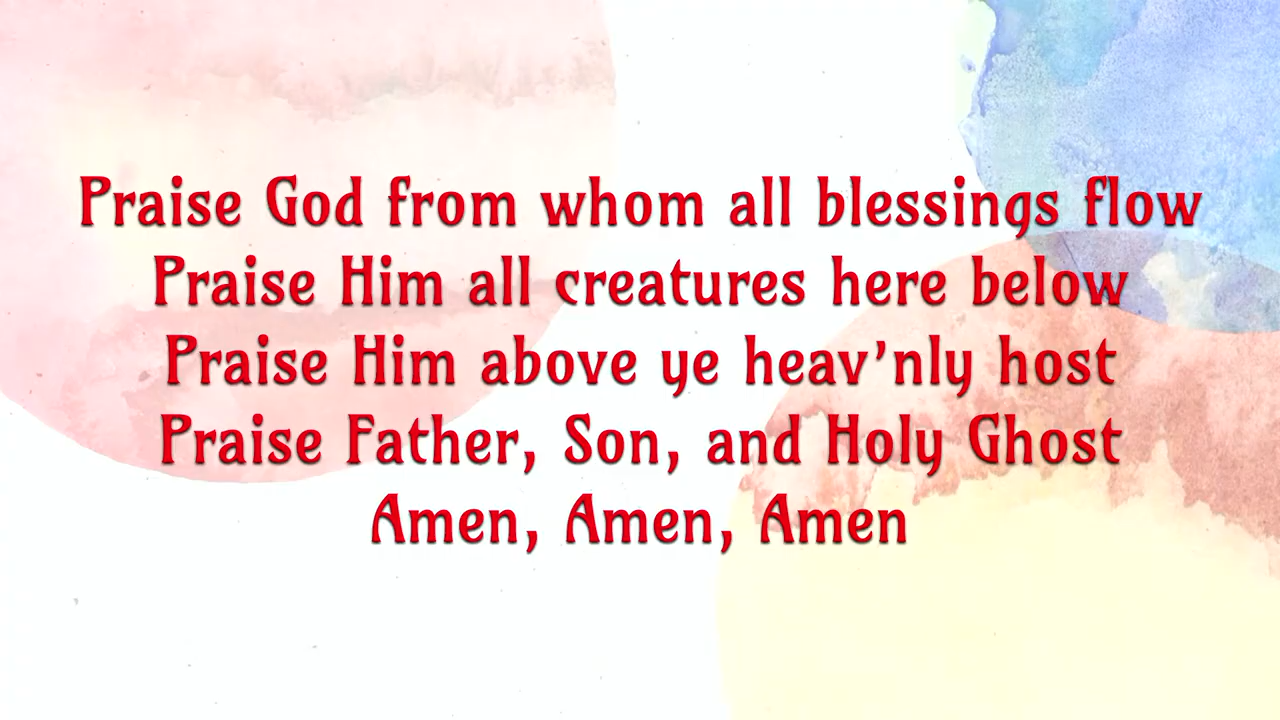 Praise God from whom all blessings flow
Praise Him all creatures here below
Praise Him above ye heav’nly host
Praise Father, Son, and Holy Ghost
Amen, Amen, Amen